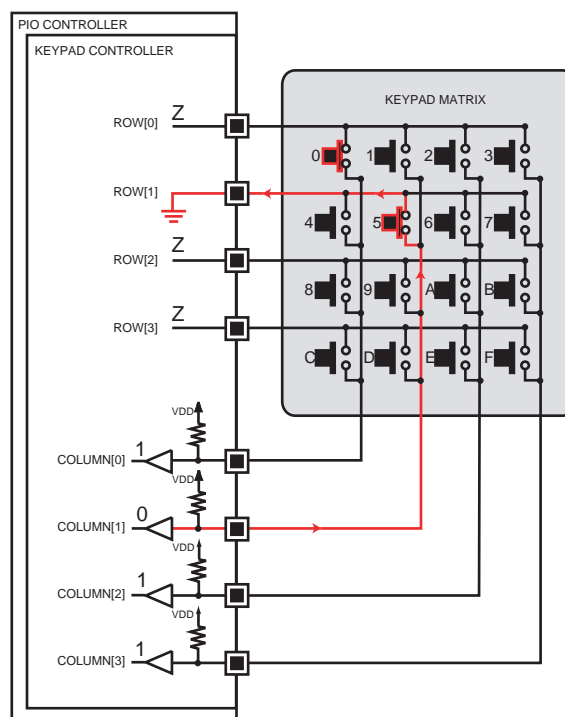 PIO CONTROLLER
KEYPAD CONTROLLER
KEYPAD MATRIX
ROW[0] Z
0 1 2 3
ROW[1]
4 5 6 7
ROW[2] Z
8 9 A B
ROW[3] Z
C D E F
VDD
COLUMN[0] 1
VDD
COLUMN[1] 0
VDD
COLUMN[2] 1
VDD
COLUMN[3] 1